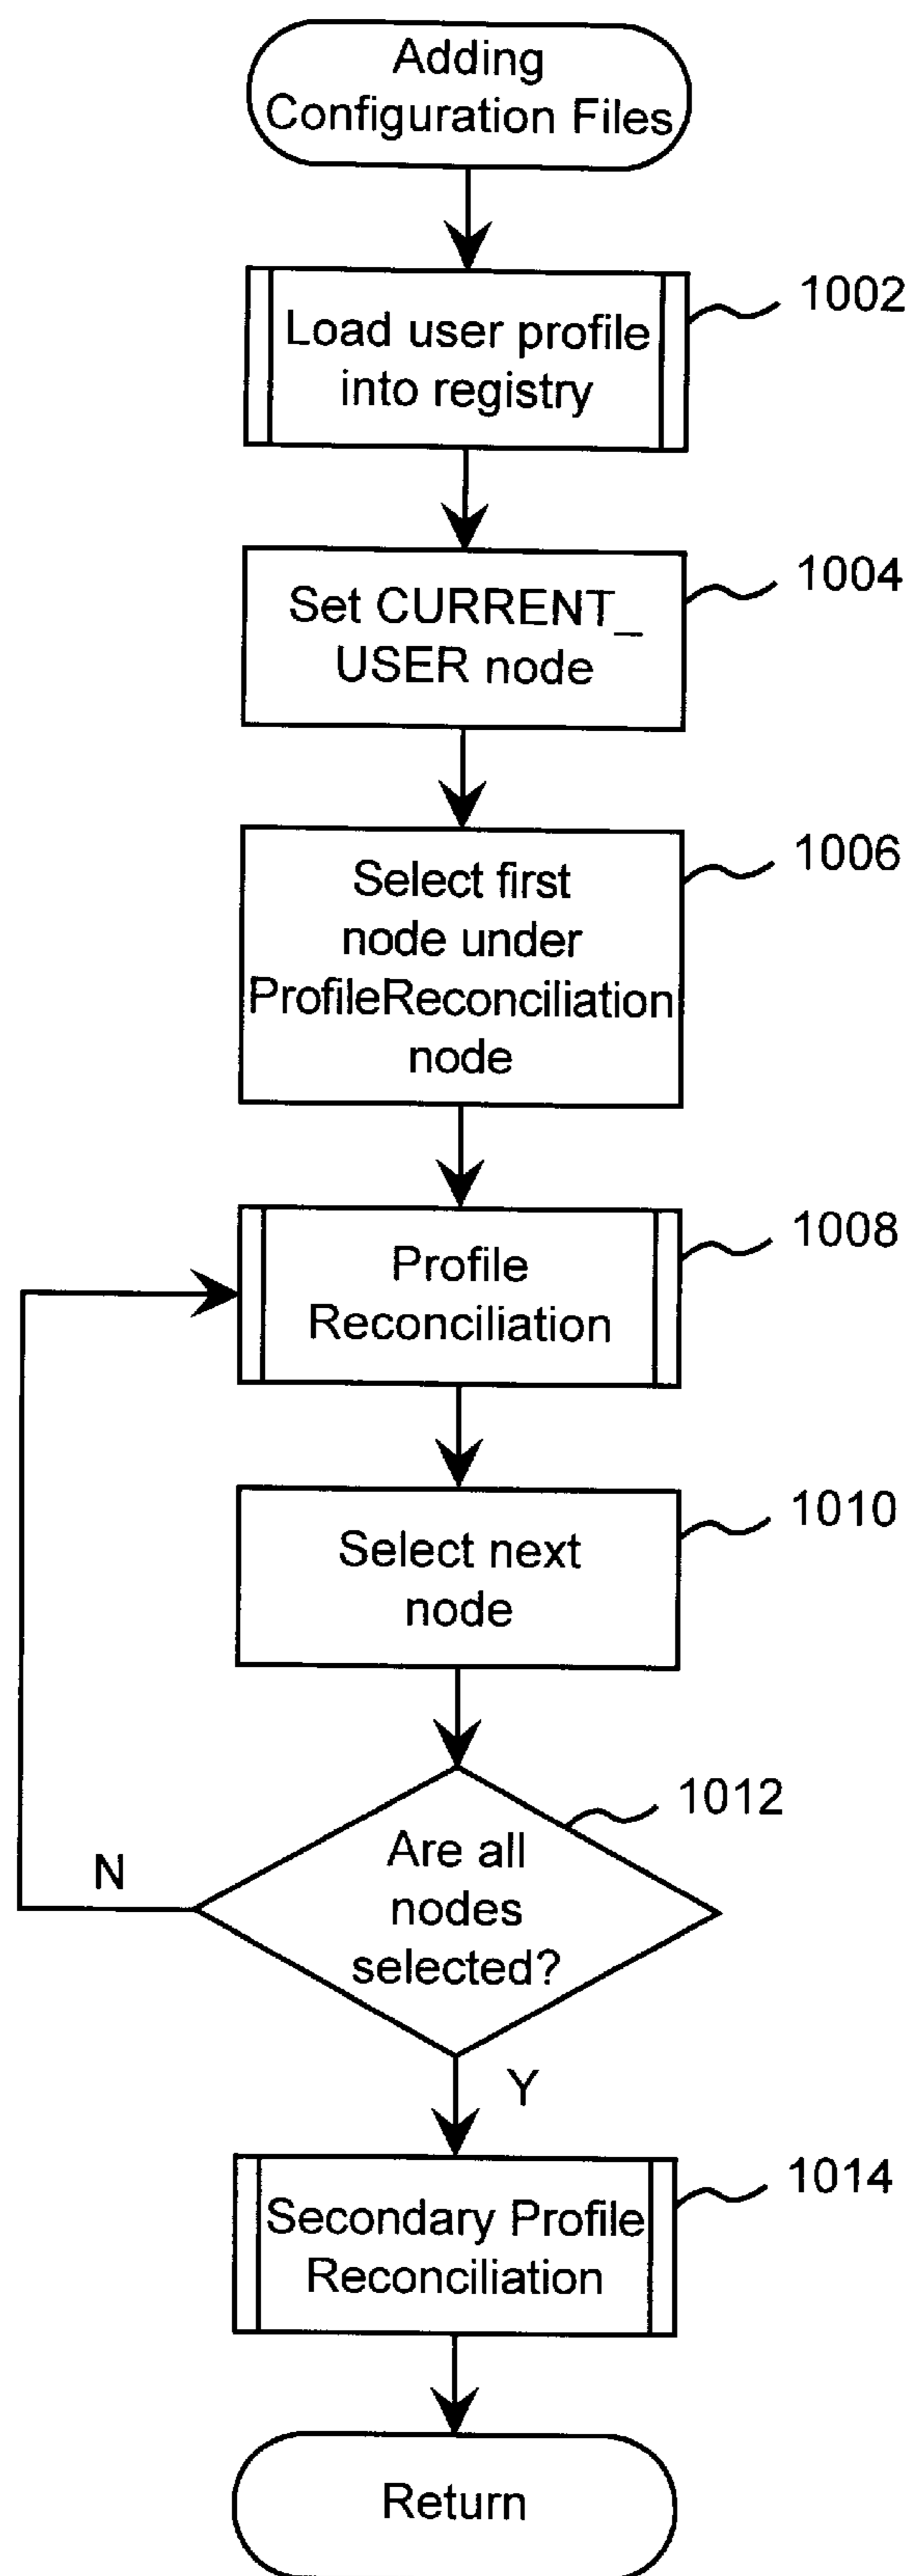 Adding
Configuration Files
Load user profile
into registry
1002
Set CURRENT_
USER node
1004
Select first
node under
ProfileReconciliation
node
1006
Profile
Reconciliation
1008
Select next
node
1010
Are all
nodes
selected?
1012
N
Y
Secondary Profile
Reconciliation
1014
Return